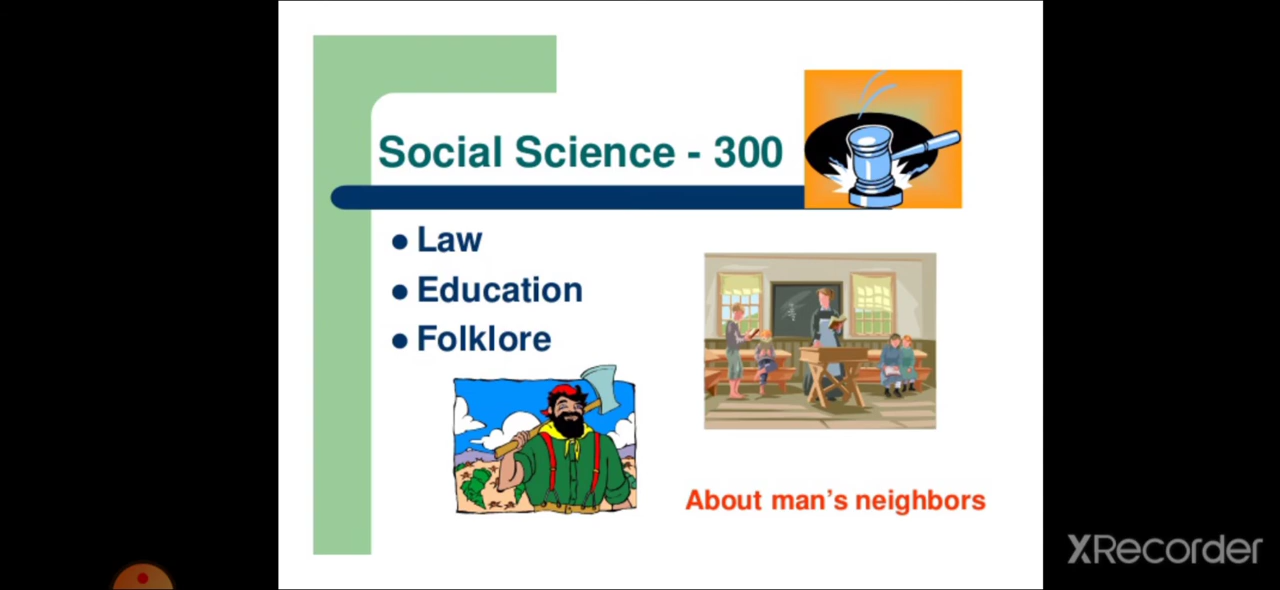 Social Science - 300
● Law
● Education
● Folklore
About man's neighbors
XRecorder